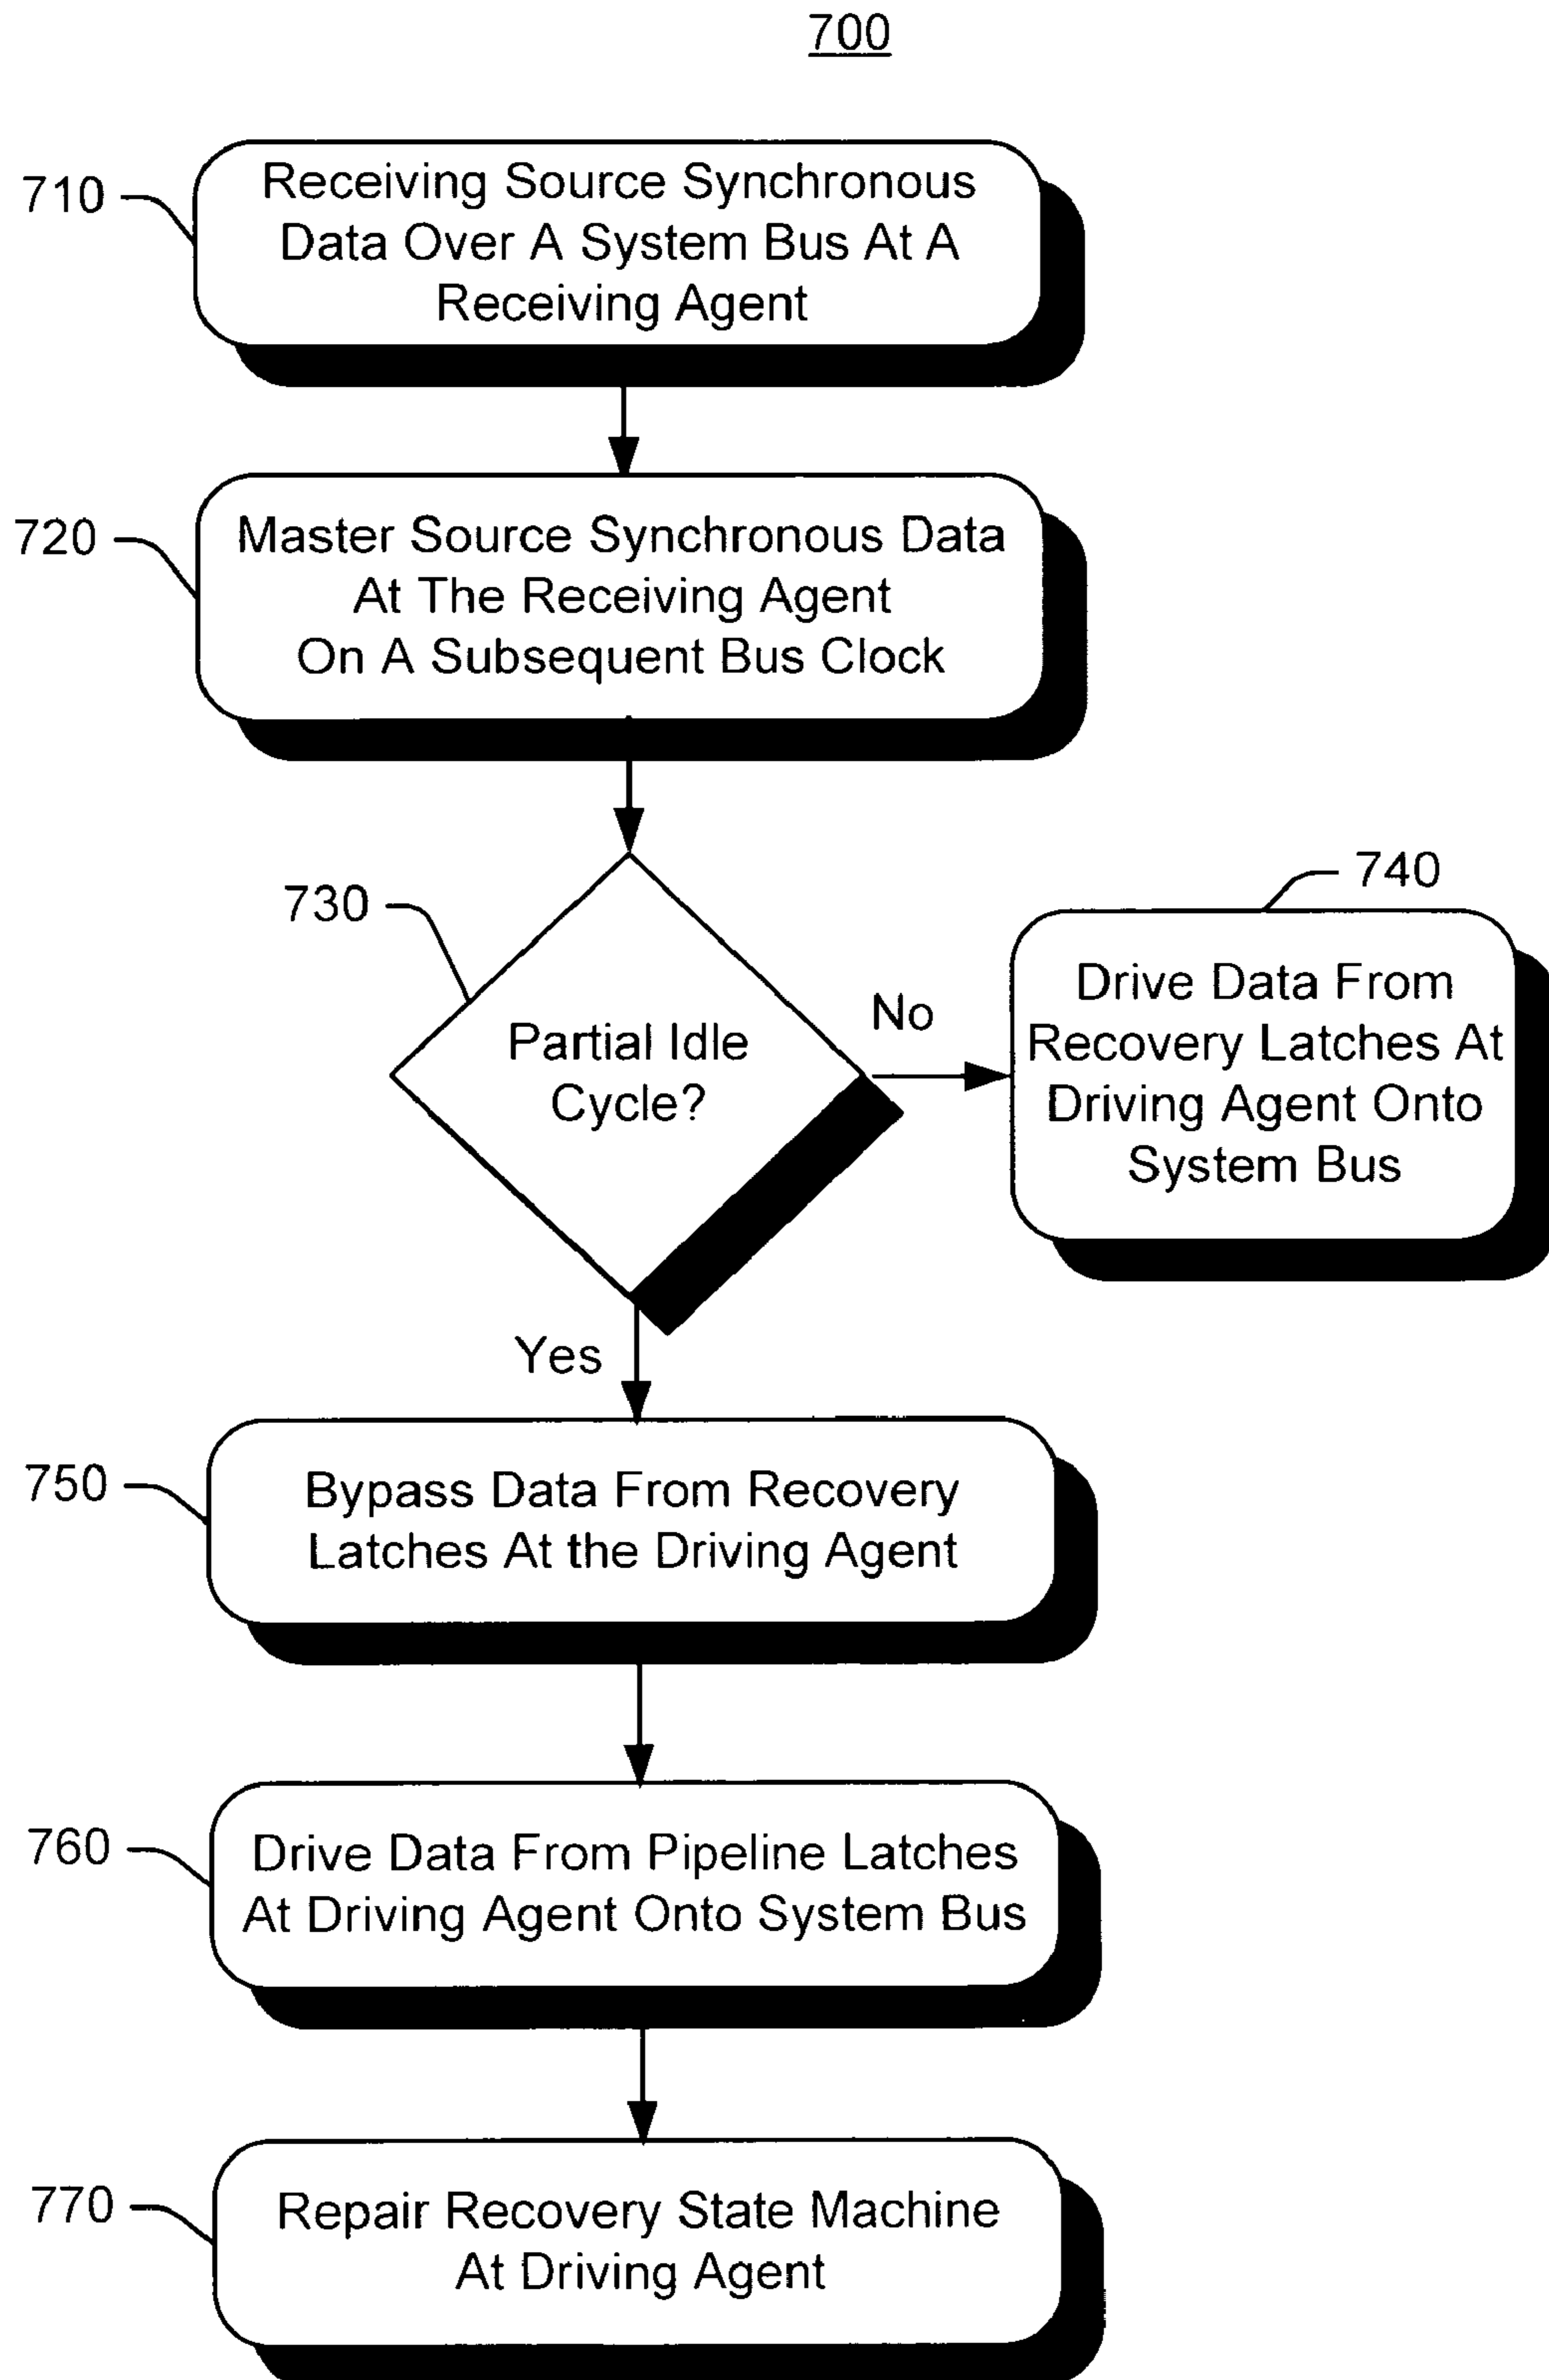 700
710
Receiving Source Synchronous
Data Over A System Bus At A
Receiving Agent
720
Master Source Synchronous Data
At The Receiving Agent
On A Subsequent Bus Clock
730
Partial Idle
Cycle?
No
740
Drive Data From
Recovery Latches At
Driving Agent Onto
System Bus
Yes
750
Bypass Data From Recovery
Latches At the Driving Agent
760
Drive Data From Pipeline Latches
At Driving Agent Onto System Bus
770
Repair Recovery State Machine
At Driving Agent